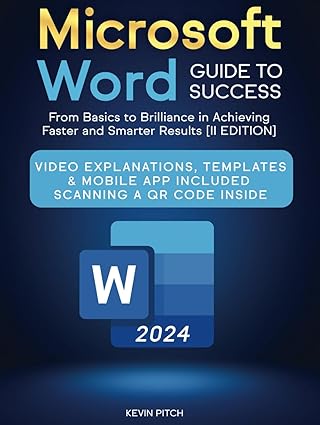 Microsoft
Word GUIDE TO
SUCCESS
From Basics to Brilliance in Achieving
Faster and Smarter Results [II EDITION]
VIDEO EXPLANATIONS, TEMPLATES
& MOBILE APP INCLUDED
SCANNING A QR CODE INSIDE
W
2024
KEVIN PITCH